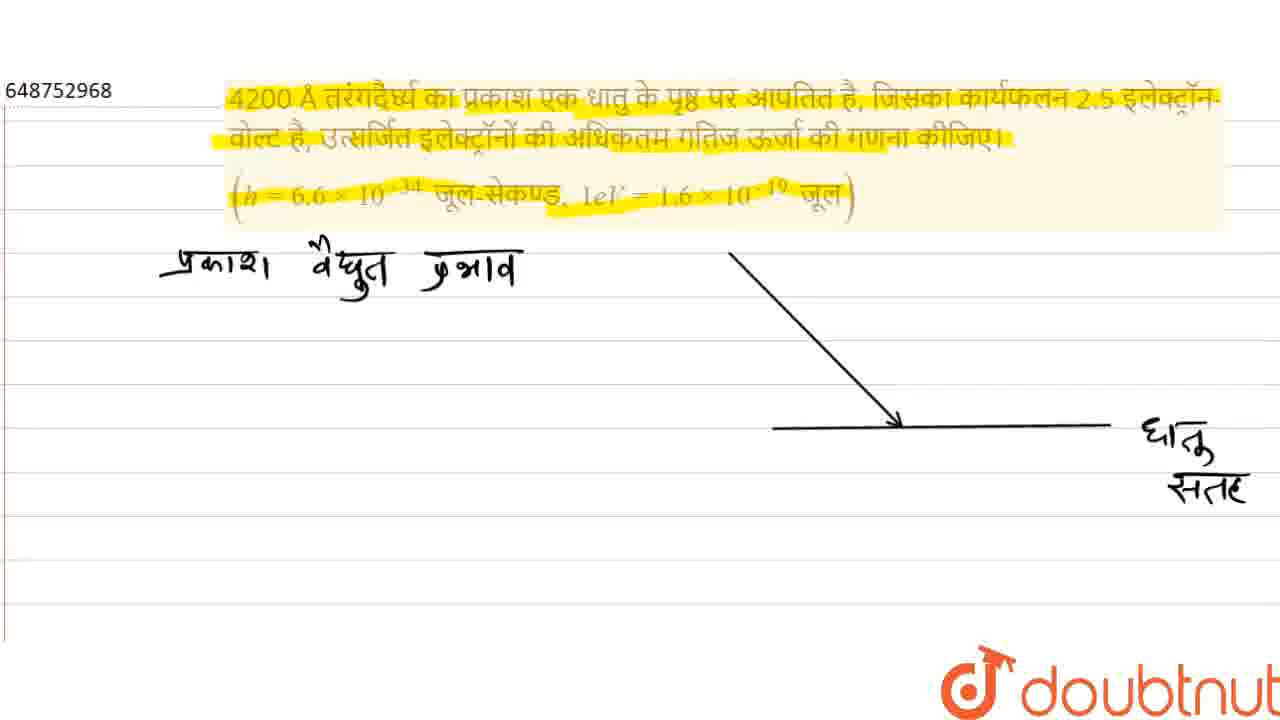 648752968
4200 Å तरंगदैर्ध्य का प्रकाश एक धातु के पृष्ठ पर आपतित है, जिसका कार्यफलन 2.5 इलेक्ट्रॉन-
वोल्ट है, उत्सर्जित इलेक्ट्रॉनों की अधिकतम गतिज ऊर्जा की गणना कीजिए।
(h = 6.6 × 10⁻³⁴ जूल-सेकण्ड, 1eV = 1.6 × 10⁻¹⁹ जूल)
प्रकाश वैद्युत प्रभाव
धातु
सतह
doubtnut